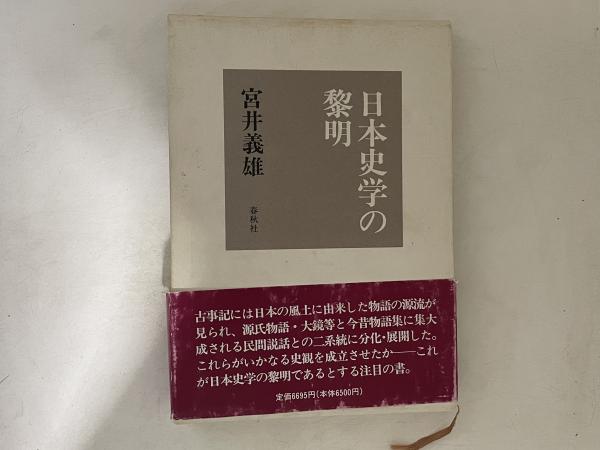 日本史学の
黎明
宮井義雄
春秋社
古事記には日本の風土に由来した物語の源流が
見られ、源氏物語・大鏡等と今昔物語集に集大
成される民間説話との二系統に分化・展開した。
これらがいかなる史観を成立させたか――これ
が日本史学の黎明であるとする注目の書。
定価6695円(本体6500円)